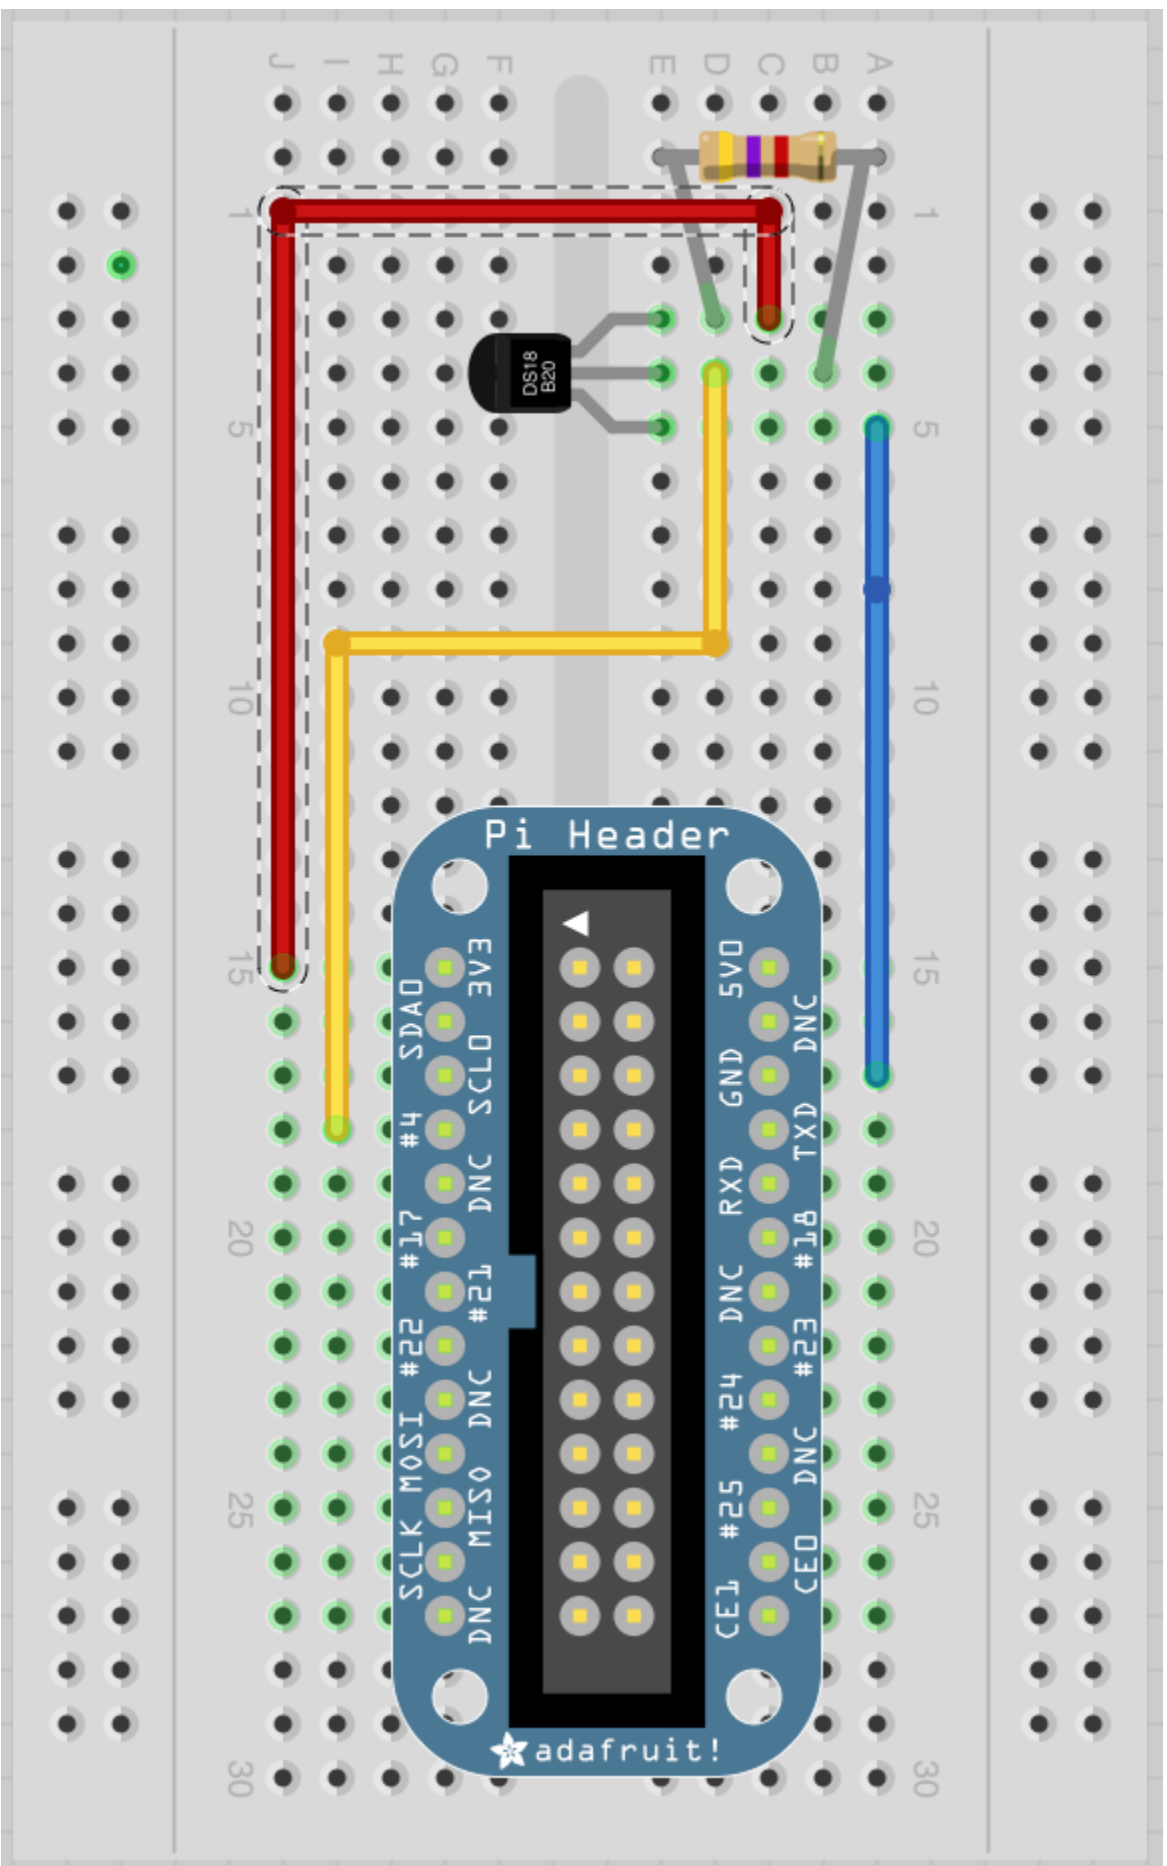 J I H G F E D C B A
1 1
DS18
B20
5 5
10 10
Pi Header
15 15
3V3
SDA0
SCL0
#4
DNC
#17
#21
#22
DNC
MOSI
MISO
SCLK
DNC
5V0
DNC
GND
TXD
RXD
#18
DNC
#23
#24
DNC
#25
CE0
CE1
20 20
25 25
adafruit!
30 30